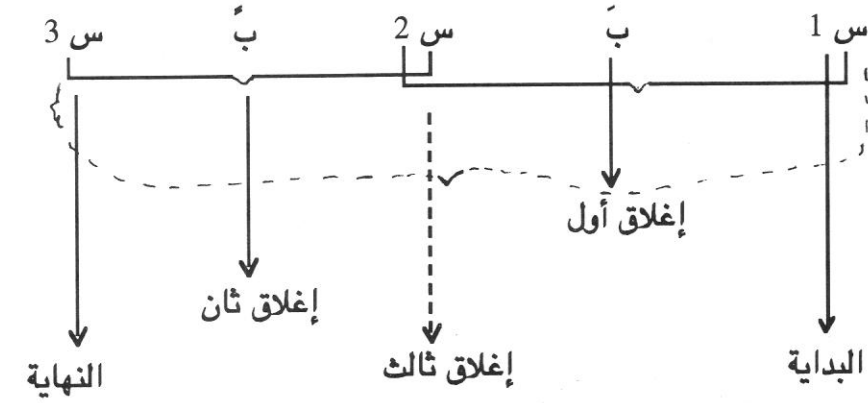 س 1 بَ س 2 بً س 3
إغلاق أول
إغلاق ثان
البداية إغلاق ثالث النهاية